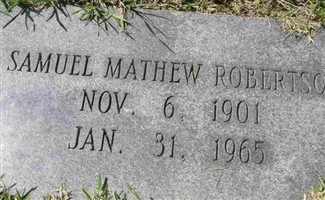 SAMUEL MATHEW ROBERTSO
NOV. 6, 1901
JAN. 31, 1965